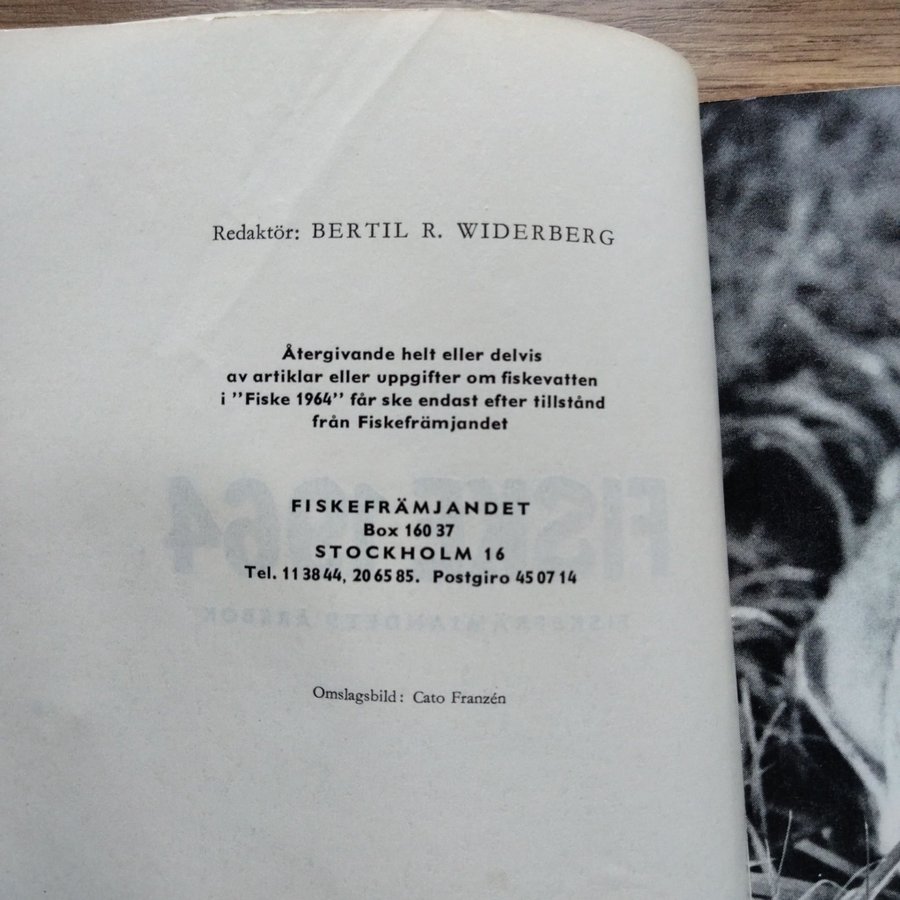 Redaktör: BERTIL R. WIDERBERG
Återgivande helt eller delvis
av artiklar eller uppgifter om fiskevatten
i ”Fiske 1964” får ske endast efter tillstånd
från Fiskefrämjandet
FISKEFRÄMJANDET
Box 160 37
STOCKHOLM 16
Tel. 11 38 44, 20 65 85. Postgiro 45 07 14
Omslagsbild: Cato Franzén